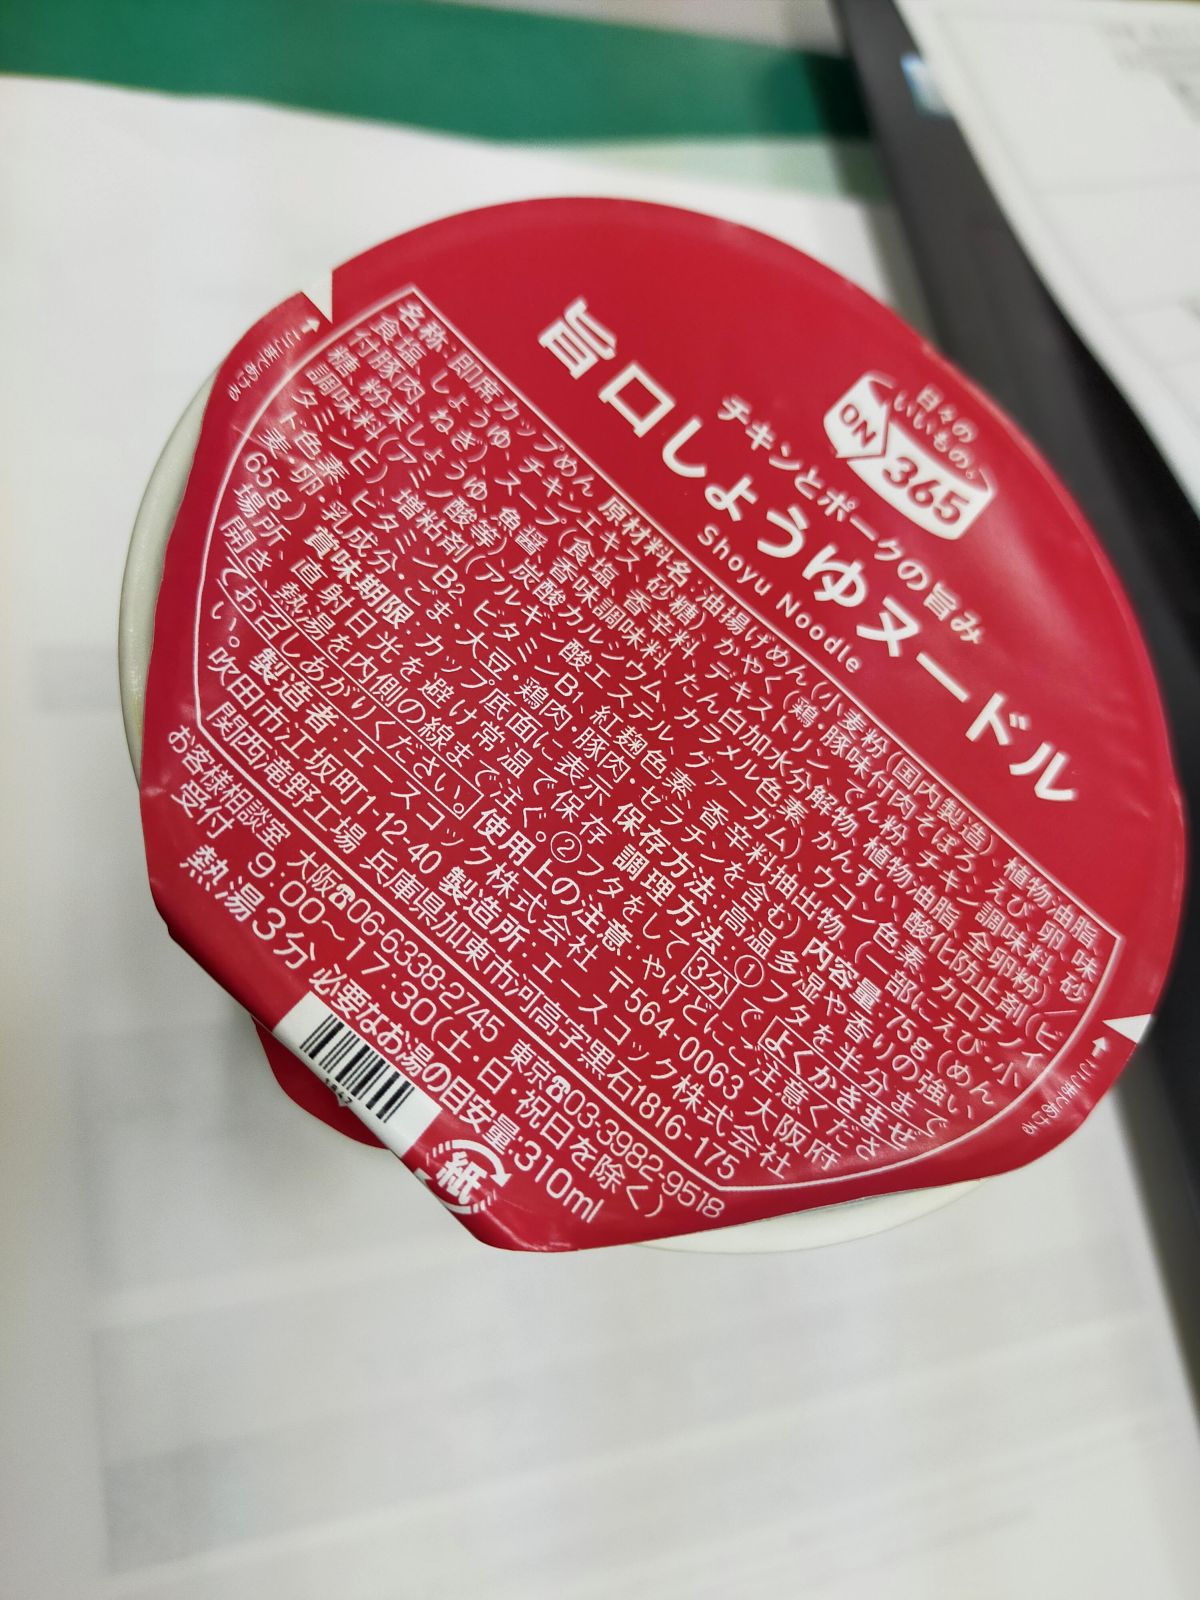 日々の
いいもの。
ON 365
チキンとポークの旨み
旨口しょうゆヌードル
Shoyu Noodle
名称:即席カップめん 原材料名:油揚げめん(小麦粉(国内製造)、植物油脂、
食塩、しょうゆ、チキンエキス、砂糖)、かやく(鶏・豚味付肉そぼろ、えび、卵、味
付豚肉、ねぎ)、スープ(食塩、香辛料、デキストリン、でん粉、チキン調味料、砂
糖、粉末しょうゆ、魚醤、香味調味料、たん白加水分解物、植物油脂、全卵粉)/
調味料(アミノ酸等)、炭酸カルシウム、カラメル色素、かんすい、酸化防止剤(ビ
タミンE)、増粘剤(アルギン酸エステル、グァーガム)、ウコン色素、カロチノイ
ド色素、ビタミンB2、ビタミンB1、紅麹色素、香辛料抽出物、(一部にえび・小
麦・卵・乳成分・ごま・大豆・鶏肉・豚肉・ゼラチンを含む) 内容量:75g(めん
65g) 賞味期限:カップ底面に表示 保存方法:高温多湿や香りの強い
場所、直射日光を避け常温で保存 調理方法:①フタを半分まで
開き、熱湯を内側の線まで注ぐ。②フタをして3分でよくかきませ
てお召しあがりください。 使用上の注意:やけどにご注意くださ
い。 製造者:エースコック株式会社 〒564-0063 大阪府
吹田市江坂町1-12-40 製造所:エースコック株式会社
関西滝野工場 兵庫県加東市河高字黒石1816-175
お客様相談室 大阪☎06-6338-2745 東京☎03-3982-9518
受付 9:00~17:30(土・日・祝日を除く)
熱湯3分 必要なお湯の目安量:310ml
紙
ここまであける
ここまであける